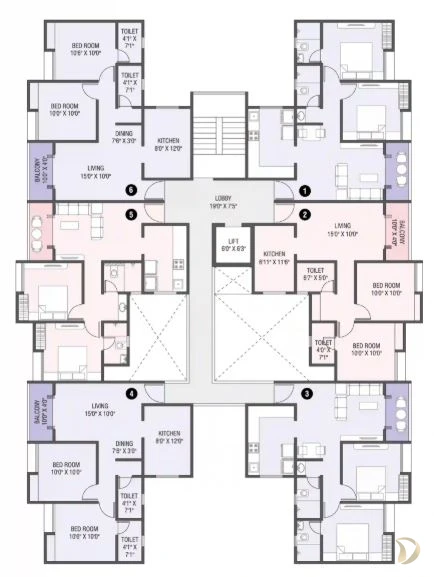 BED ROOM
10'6" X 10'0"
TOILET
4'1" X
7'1"
TOILET
4'1" X
7'1"
BED ROOM
10'0" X 10'0"
DINING
7'6" X 3'0"
KITCHEN
8'0" X 12'0"
BALCONY
10'0" X 4'0"
LIVING
15'0" X 10'0"
6
1
LOBBY
19'0" X 7'5"
5
2
LIVING
15'0" X 10'0"
BALCONY
10'0" X 4'0"
LIFT
6'0" X 6'3"
KITCHEN
8'11" X 11'6"
TOILET
6'7" X 5'0"
BED ROOM
10'0" X 10'0"
TOILET
4'0" X
7'1"
BED ROOM
10'0" X 10'0"
4
3
BALCONY
10'0" X 4'0"
LIVING
15'0" X 10'0"
KITCHEN
8'0" X 12'0"
DINING
7'6" X 3'0"
BED ROOM
10'0" X 10'0"
TOILET
4'1" X
7'1"
BED ROOM
10'6" X 10'0"
TOILET
4'1" X
7'1"